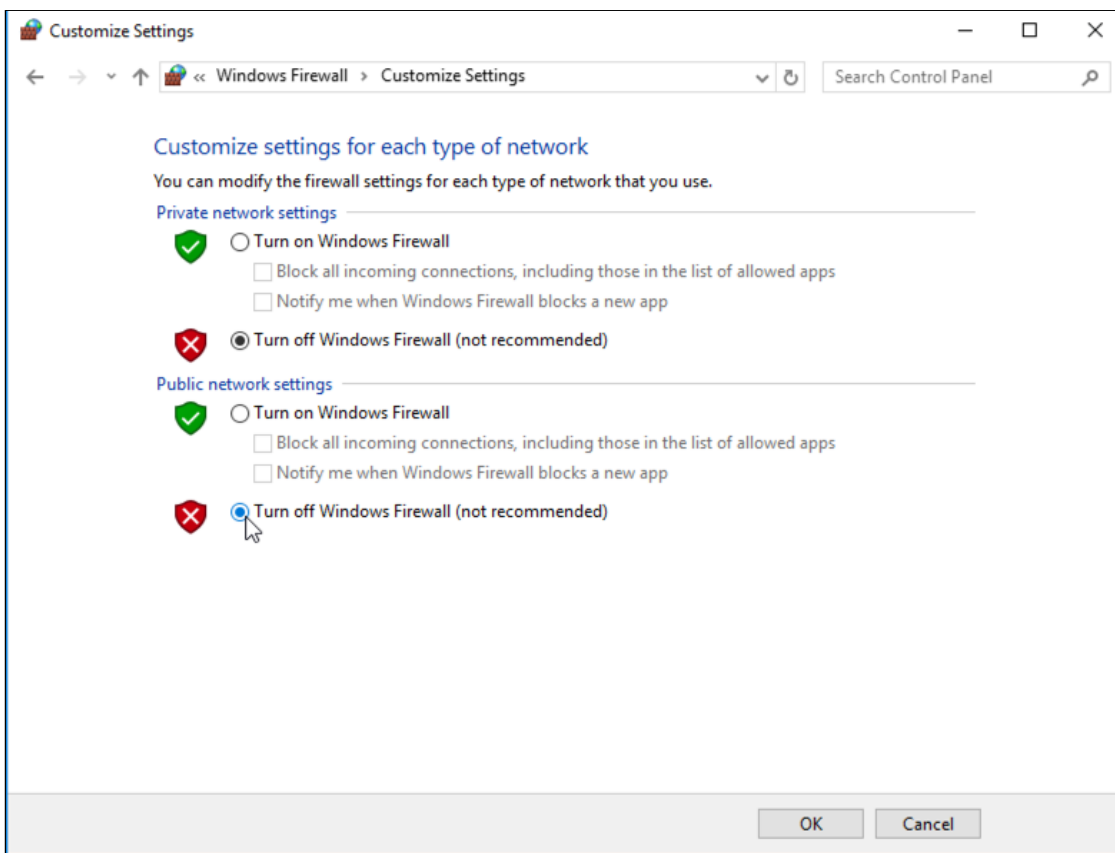 Customize Settings
« Windows Firewall › Customize Settings
Search Control Panel
Customize settings for each type of network
You can modify the firewall settings for each type of network that you use.
Private network settings
Turn on Windows Firewall
Block all incoming connections, including those in the list of allowed apps
Notify me when Windows Firewall blocks a new app
Turn off Windows Firewall (not recommended)
Public network settings
Turn on Windows Firewall
Block all incoming connections, including those in the list of allowed apps
Notify me when Windows Firewall blocks a new app
Turn off Windows Firewall (not recommended)
OK Cancel